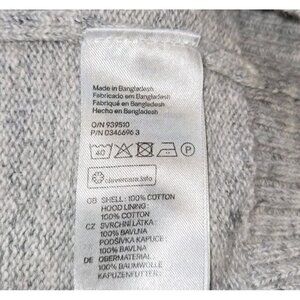 Made in Bangladesh
Fabricado em Bangladesh
Fabriqué en Bangladesh
Hecho en Bangladesh
O/N 939510
P/N 0346696 3
40
P
clevercare.info
GB SHELL : 100% COTTON
HOOD LINING :
100% COTTON
CZ SVRCHNÍ LÁTKA
100% BAVLNA
PODŠÍVKA KAPUCE
100% BAVLNA
DE OBERMATERIAL
100% BAUMWOLLE
KAPUZENFUTTER :